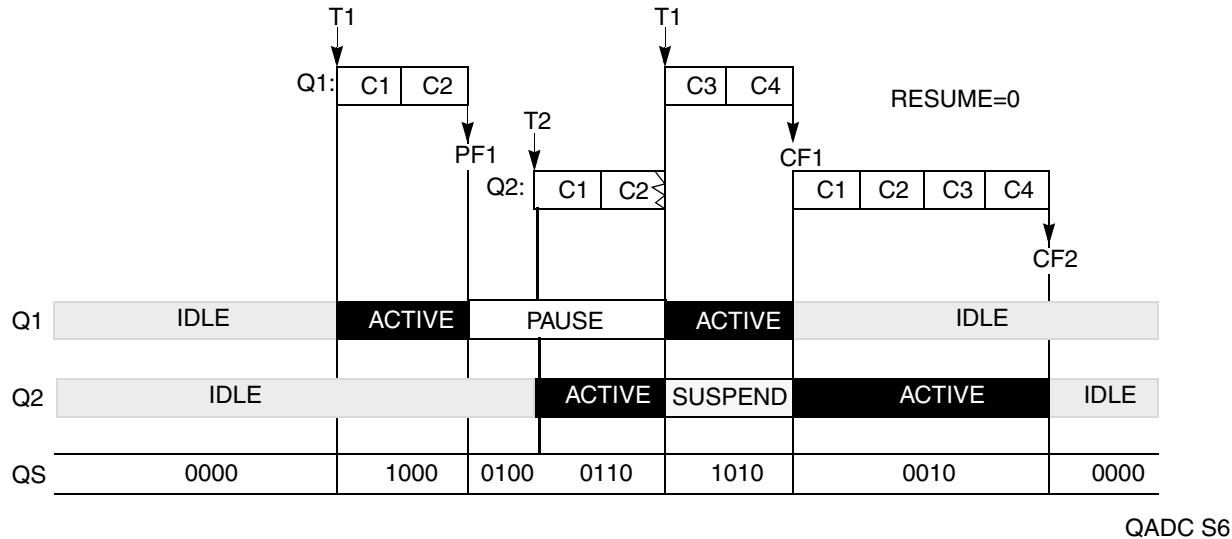 T1 T1
Q1: C1 C2 C3 C4 RESUME=0
T2
PF1 CF1
Q2: C1 C2 C1 C2 C3 C4
CF2
Q1 IDLE ACTIVE PAUSE ACTIVE IDLE
Q2 IDLE ACTIVE SUSPEND ACTIVE IDLE
QS 0000 1000 0100 0110 1010 0010 0000
QADC S6